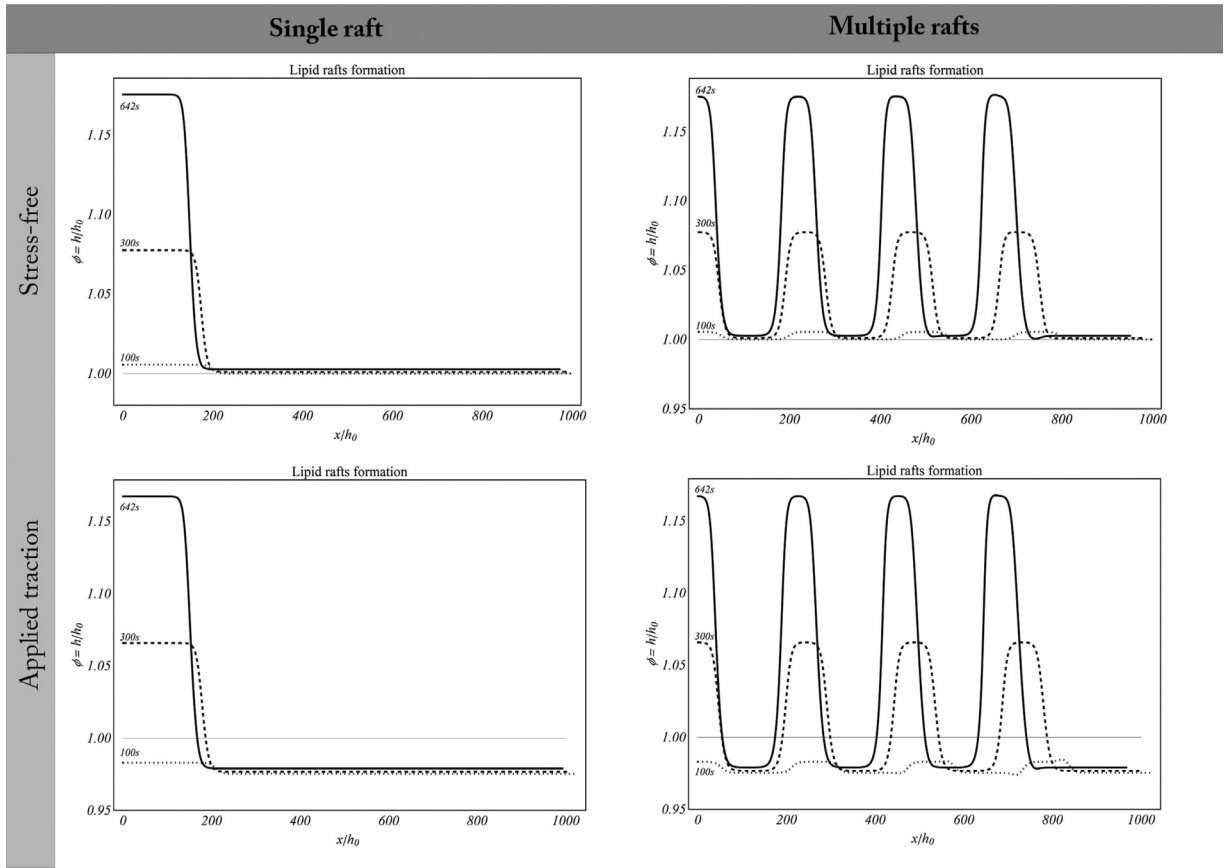 Single raft
Multiple rafts
Stress-free
Lipid rafts formation
642s
300s
100s
1.15
1.10
1.05
1.00
ϕ = h/h₀
0 200 400 600 800 1000
x/h₀
Lipid rafts formation
642s
300s
100s
1.15
1.10
1.05
1.00
0.95
ϕ = h/h₀
0 200 400 600 800 1000
x/h₀
Applied traction
Lipid rafts formation
642s
300s
100s
1.15
1.10
1.05
1.00
0.95
ϕ = h/h₀
0 200 400 600 800 1000
x/h₀
Lipid rafts formation
642s
300s
100s
1.15
1.10
1.05
1.00
0.95
ϕ = h/h₀
0 200 400 600 800 1000
x/h₀